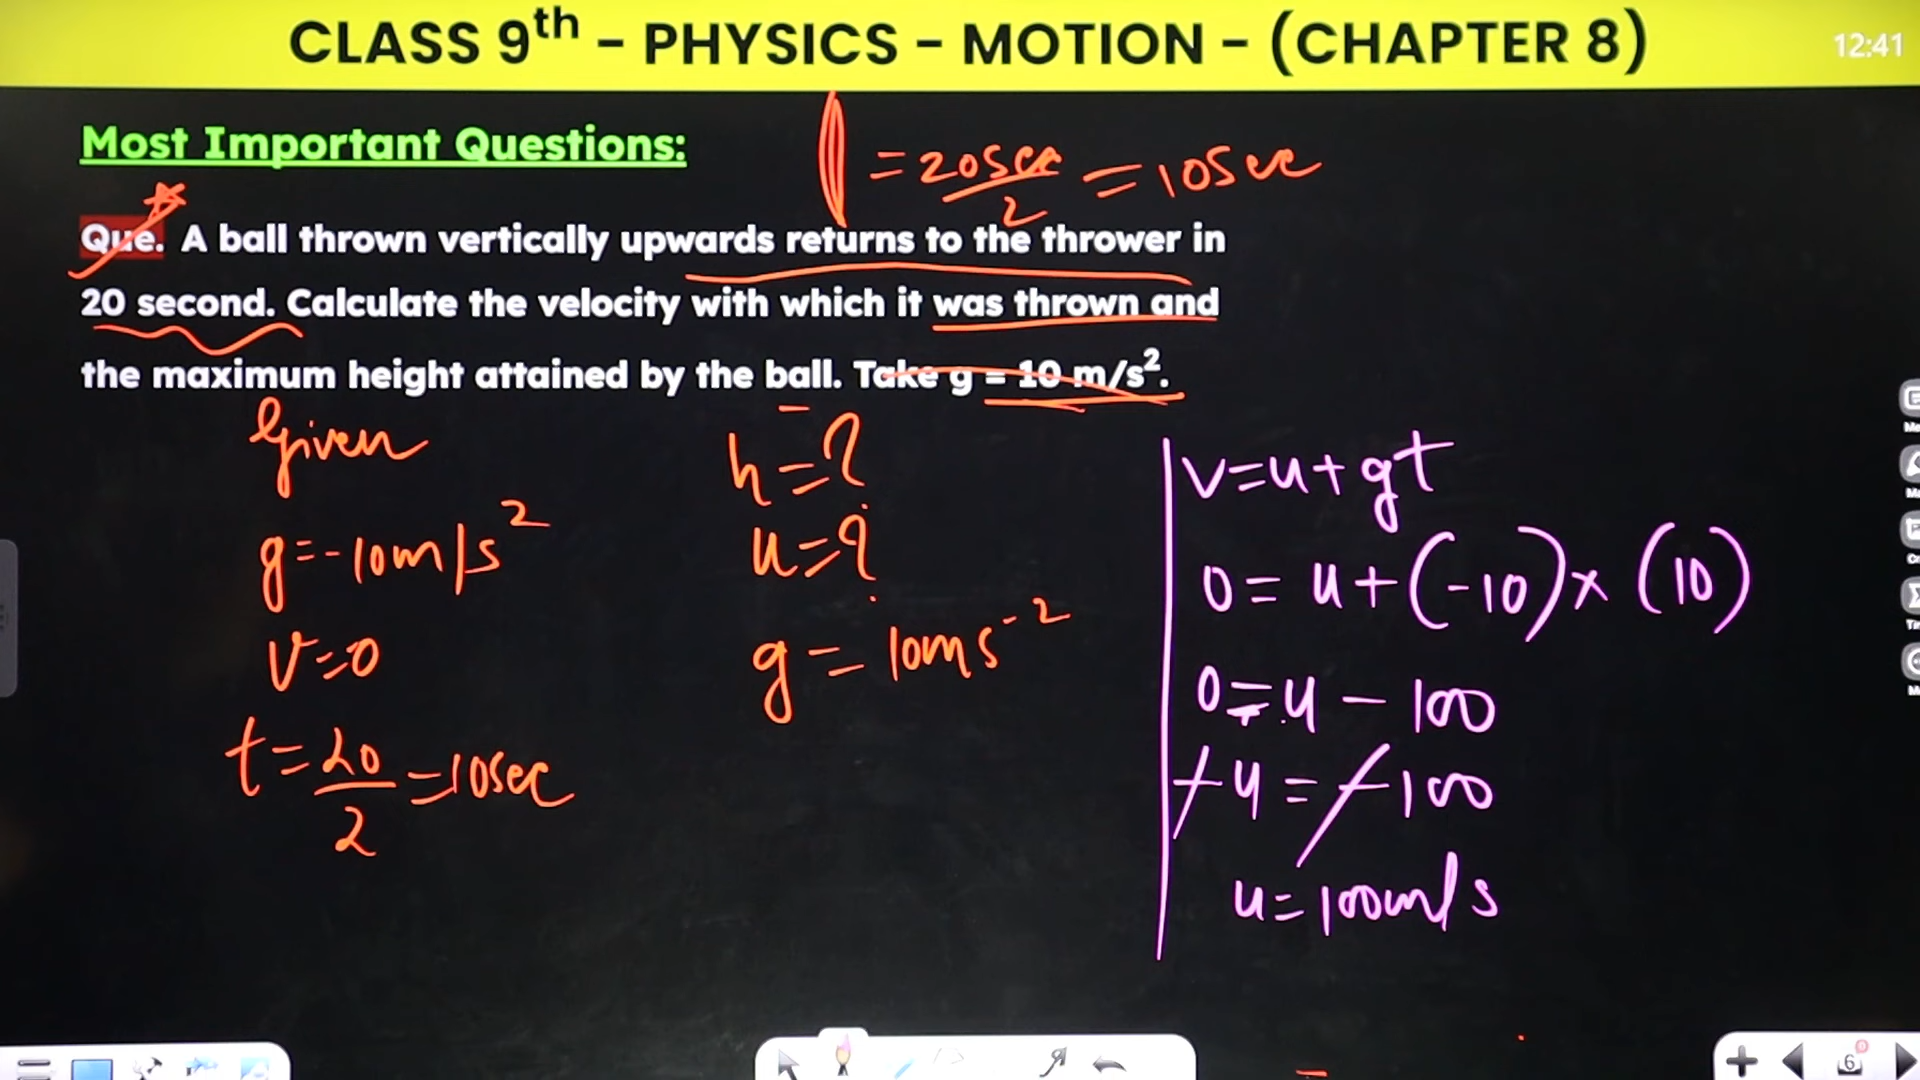 CLASS 9th - PHYSICS - MOTION - (CHAPTER 8)
12:41
Most Important Questions:
= 20sec/2 = 10sec
Que. A ball thrown vertically upwards returns to the thrower in
20 second. Calculate the velocity with which it was thrown and
the maximum height attained by the ball. Take g = 10 m/s².
Given
g = -10m/s²
v=0
t = 20/2 = 10sec
h = ?
u = ?
g = 10ms⁻²
v=u+gt
0 = u+(-10)×(10)
0 = u - 100
+u = -100
u = 100m/s
6